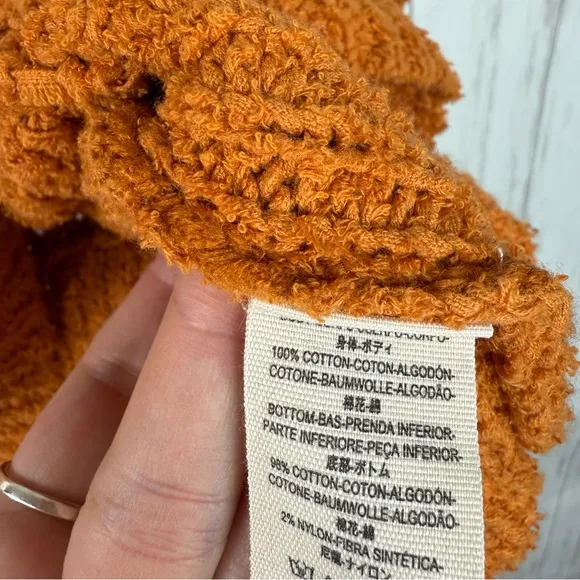 身体-ボディ
100% COTTON-COTON-ALGODÓN-
COTONE-BAUMWOLLE-ALGODÃO-
棉花-綿
BOTTOM-BAS-PRENDA INFERIOR-
PARTE INFERIORE-PEÇA INFERIOR-
底部-ボトム
98% COTTON-COTON-ALGODÓN-
COTONE-BAUMWOLLE-ALGODÃO-
棉花-綿
2% NYLON-FIBRA SINTÉTICA-
尼龍-ナイロン